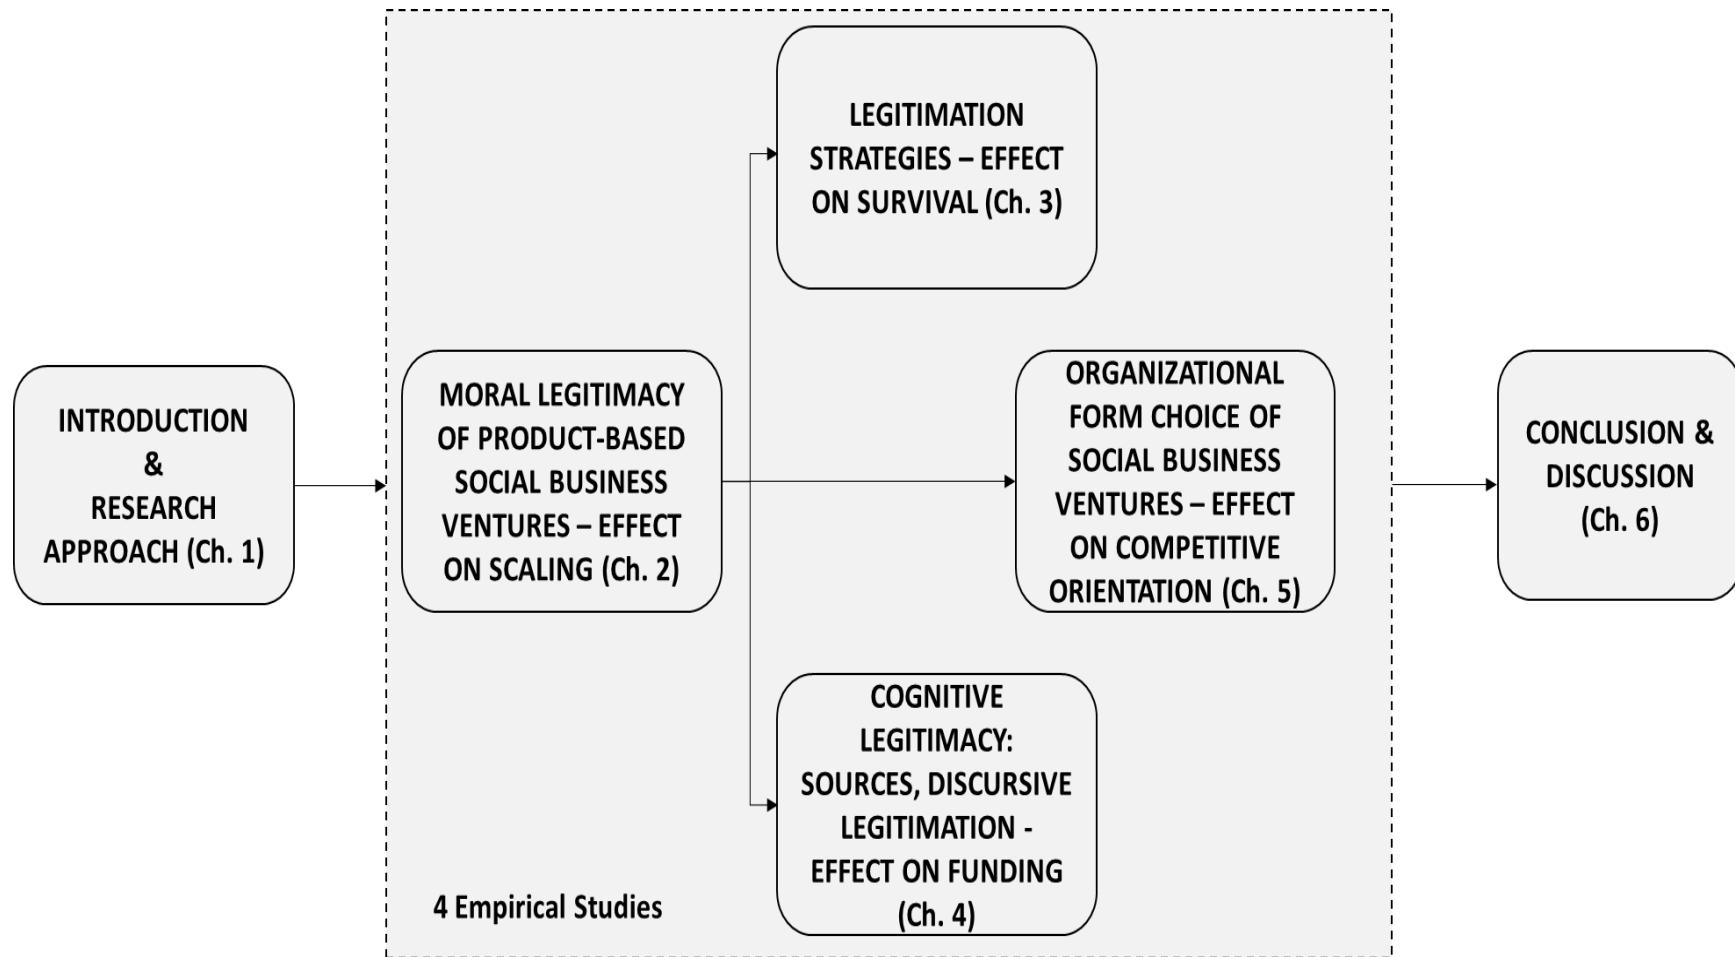 INTRODUCTION
&
RESEARCH
APPROACH (Ch. 1)
MORAL LEGITIMACY
OF PRODUCT-BASED
SOCIAL BUSINESS
VENTURES – EFFECT
ON SCALING (Ch. 2)
LEGITIMATION
STRATEGIES – EFFECT
ON SURVIVAL (Ch. 3)
ORGANIZATIONAL
FORM CHOICE OF
SOCIAL BUSINESS
VENTURES – EFFECT
ON COMPETITIVE
ORIENTATION (Ch. 5)
COGNITIVE
LEGITIMACY:
SOURCES, DISCURSIVE
LEGITIMATION -
EFFECT ON FUNDING
(Ch. 4)
4 Empirical Studies
CONCLUSION &
DISCUSSION
(Ch. 6)